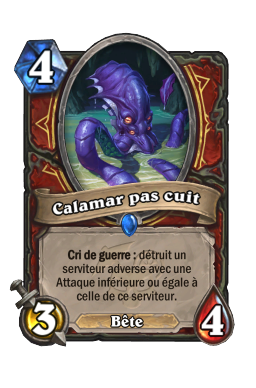 4
Calamar pas cuit
Cri de guerre : détruit un
serviteur adverse avec une
Attaque inférieure ou égale à
celle de ce serviteur.
3
Bête
4